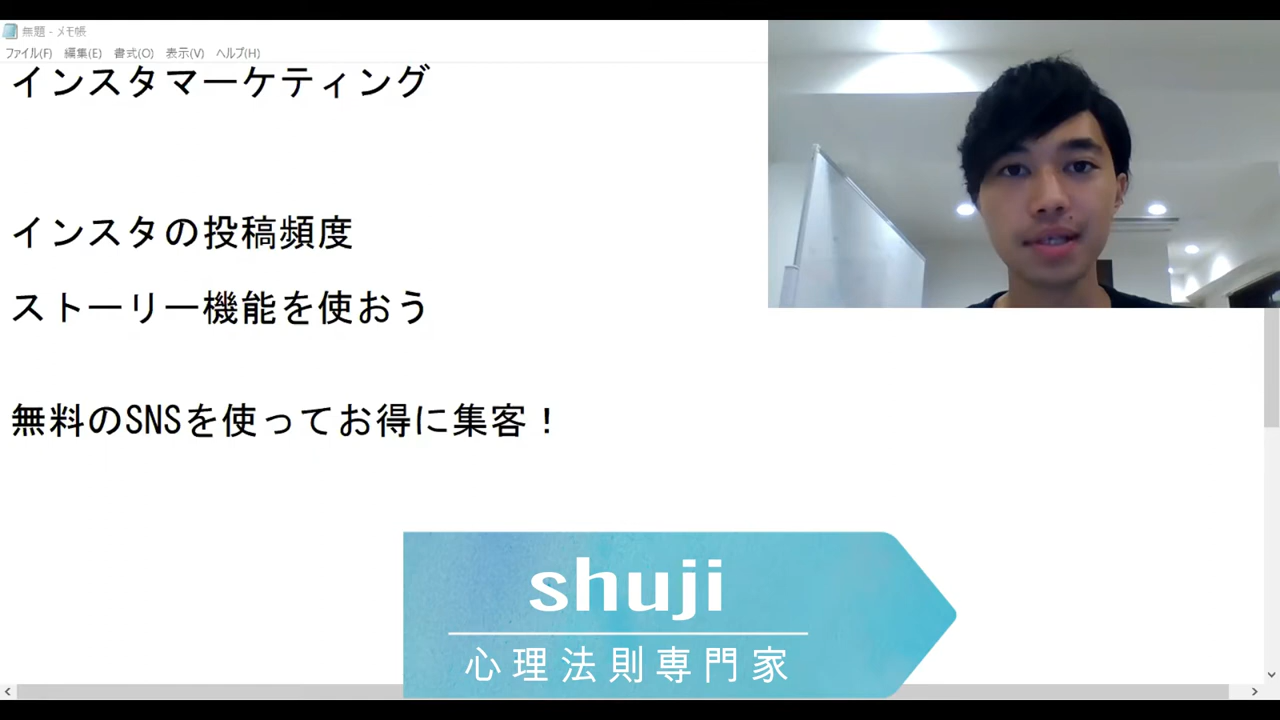 無題 - メモ帳
ファイル(F) 編集(E) 書式(O) 表示(V) ヘルプ(H)
インスタマーケティング
インスタの投稿頻度
ストーリー機能を使おう
無料のSNSを使ってお得に集客！
shuji
心理法則専門家